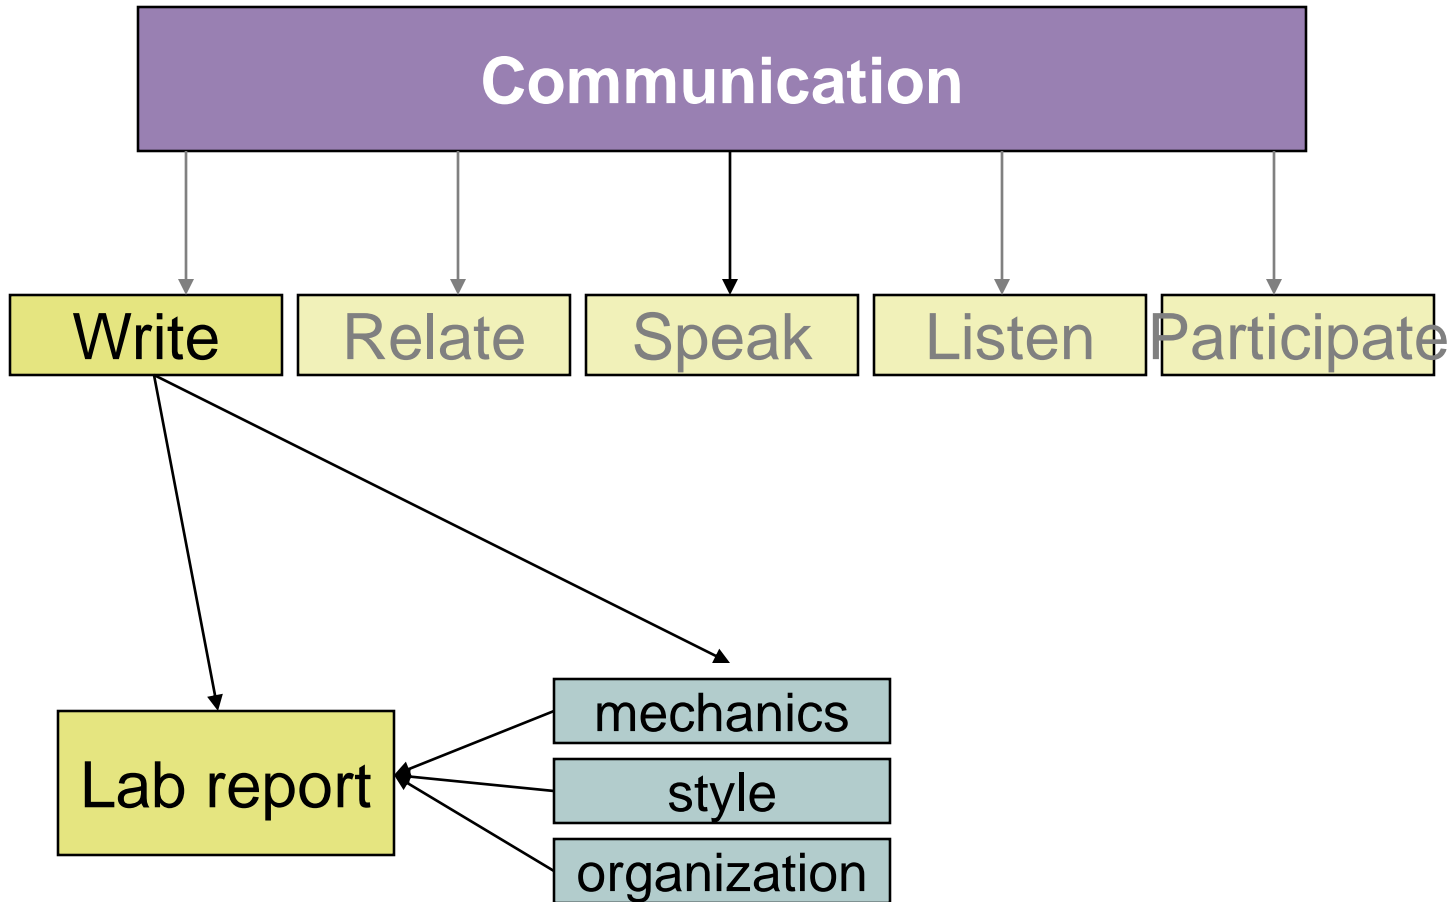 Communication
Write
Relate
Speak
Listen
Participate
mechanics
Lab report
style
organization